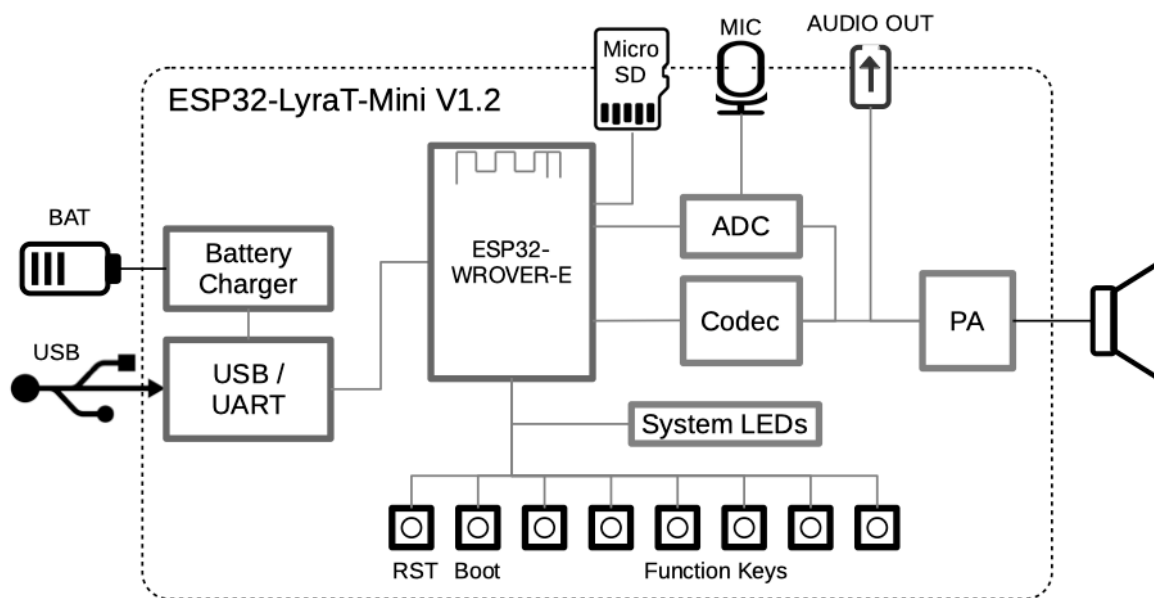 MIC
AUDIO OUT
Micro
SD
ESP32-LyraT-Mini V1.2
BAT
Battery
Charger
ESP32-
WROVER-E
ADC
Codec
PA
USB
USB /
UART
System LEDs
RST
Boot
Function Keys